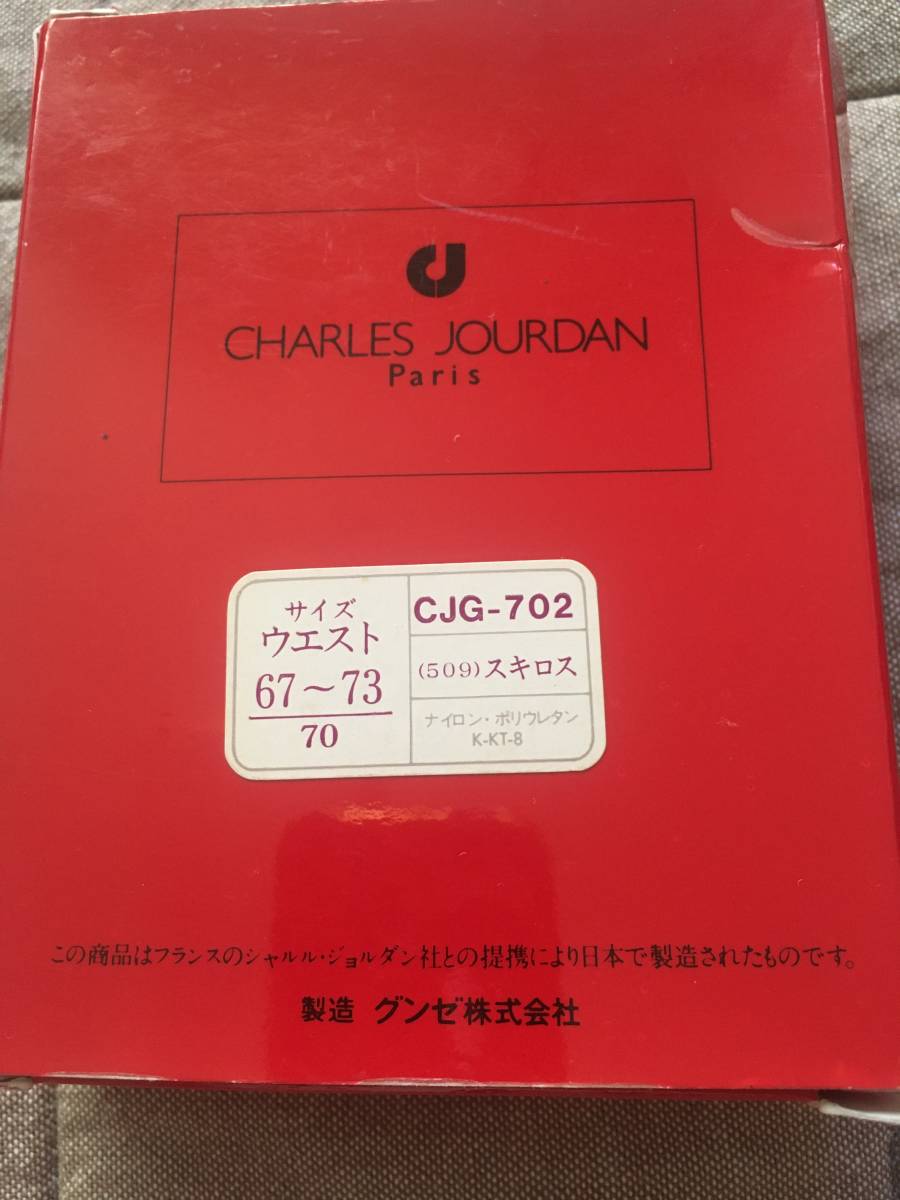 CHARLES JOURDAN
Paris
サイズ
ウエスト
67~73
70
CJG-702
(509)スキロス
ナイロン・ポリウレタン
K-KT-8
この商品はフランスのシャルル・ジョルダン社との提携により日本で製造されたものです。
製造 グンゼ株式会社